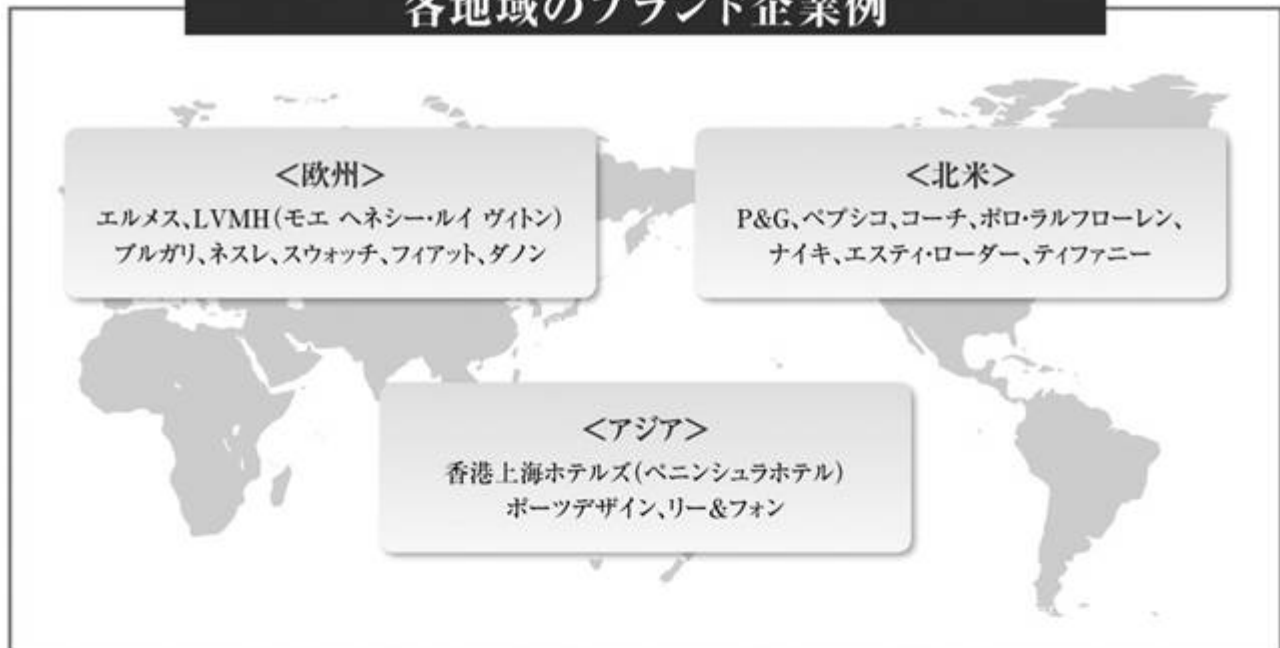 各地域のブランド企業例
<欧州>
エルメス、LVMH(モエ ヘネシー・ルイ ヴィトン)
ブルガリ、ネスレ、スウォッチ、フィアット、ダノン
<北米>
P&G、ペプシコ、コーチ、ポロ・ラルフローレン、
ナイキ、エスティ・ローダー、ティファニー
<アジア>
香港上海ホテルズ(ペニンシュラホテル)
ポーツデザイン、リー&フォン